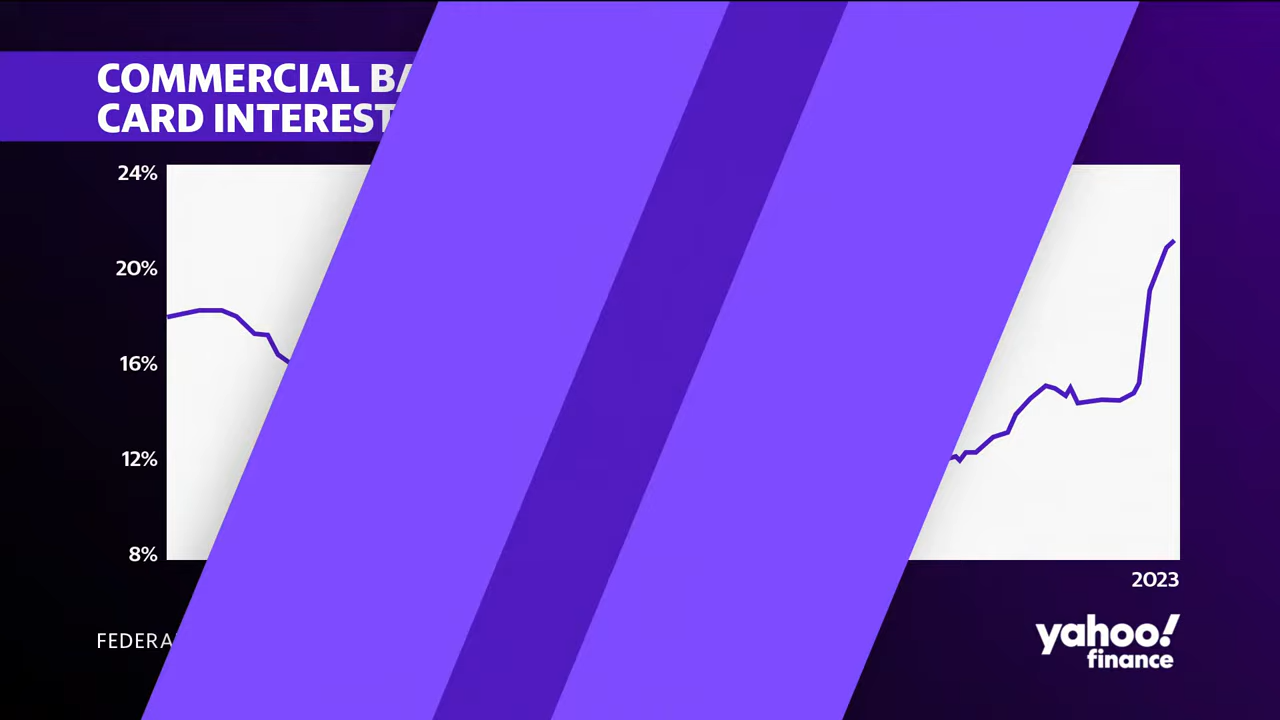 COMMERCIAL BA
CARD INTEREST
24%
20%
16%
12%
8%
2023
FEDERA
yahoo!
finance